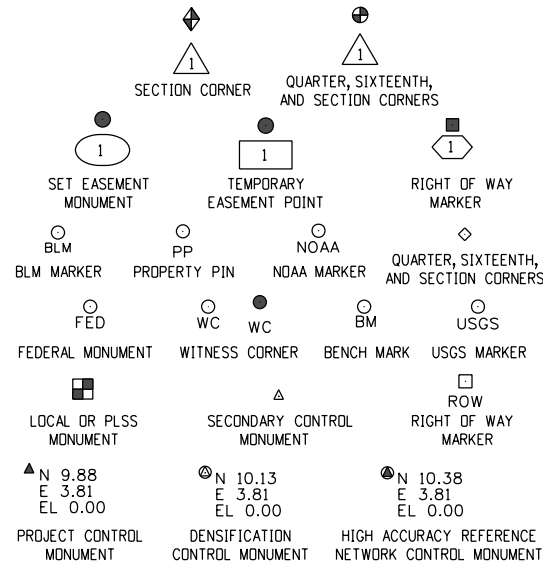 1
1
SECTION CORNER
QUARTER, SIXTEENTH,
AND SECTION CORNERS
1
1
1
SET EASEMENT
MONUMENT
TEMPORARY
EASEMENT POINT
RIGHT OF WAY
MARKER
BLM
PP
NOAA
BLM MARKER
PROPERTY PIN
NOAA MARKER
QUARTER, SIXTEENTH,
AND SECTION CORNERS
FED
WC
WC
BM
USGS
FEDERAL MONUMENT
WITNESS CORNER
BENCH MARK
USGS MARKER
ROW
LOCAL OR PLSS
MONUMENT
SECONDARY CONTROL
MONUMENT
RIGHT OF WAY
MARKER
N 9.88
E 3.81
EL 0.00
N 10.13
E 3.81
EL 0.00
N 10.38
E 3.81
EL 0.00
PROJECT CONTROL
MONUMENT
DENSIFICATION
CONTROL MONUMENT
HIGH ACCURACY REFERENCE
NETWORK CONTROL MONUMENT